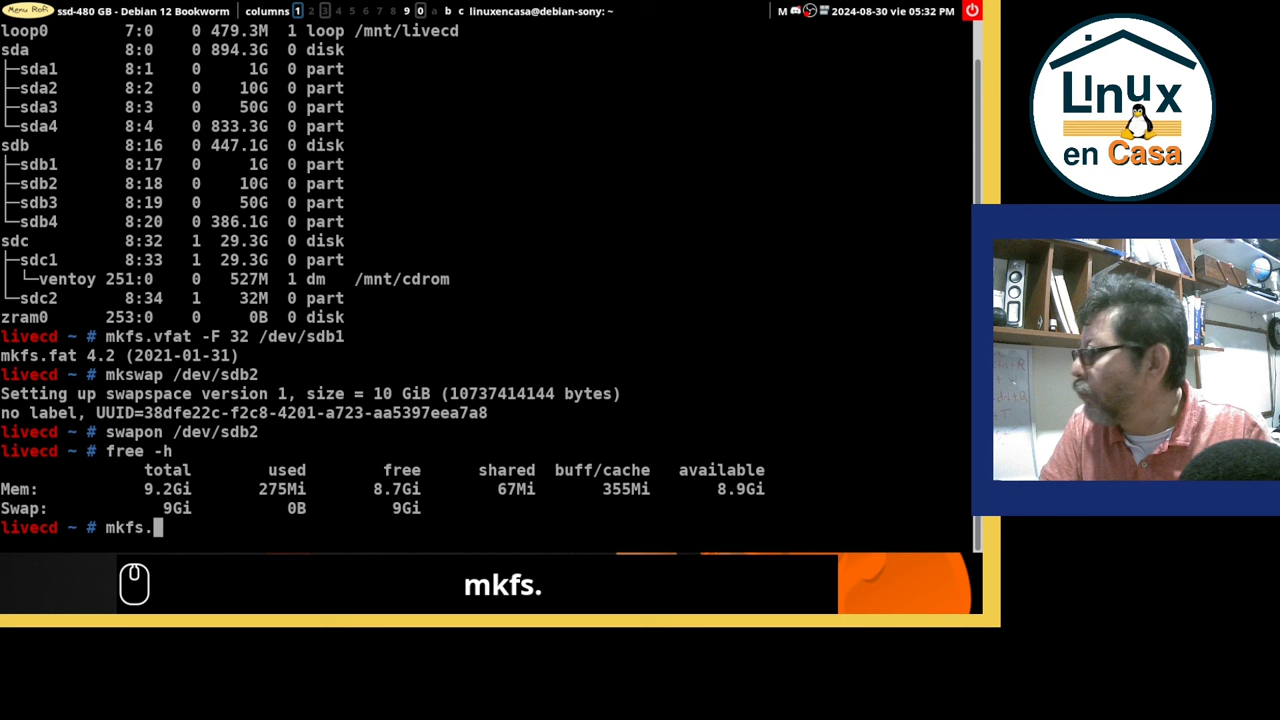 Menu Rofi ssd-480 GB - Debian 12 Bookworm columns 1 2 3 4 5 6 7 8 9 0 a b c linuxencasa@debian-sony: ~ M 2024-08-30 vie 05:32 PM
loop0 7:0 0 479.3M 1 loop /mnt/livecd
sda 8:0 0 894.3G 0 disk
├─sda1 8:1 0 1G 0 part
├─sda2 8:2 0 10G 0 part
├─sda3 8:3 0 50G 0 part
└─sda4 8:4 0 833.3G 0 part
sdb 8:16 0 447.1G 0 disk
├─sdb1 8:17 0 1G 0 part
├─sdb2 8:18 0 10G 0 part
├─sdb3 8:19 0 50G 0 part
└─sdb4 8:20 0 386.1G 0 part
sdc 8:32 1 29.3G 0 disk
├─sdc1 8:33 1 29.3G 0 part
│ └─ventoy 251:0 0 527M 1 dm /mnt/cdrom
└─sdc2 8:34 1 32M 0 part
zram0 253:0 0 0B 0 disk
livecd ~ # mkfs.vfat -F 32 /dev/sdb1
mkfs.fat 4.2 (2021-01-31)
livecd ~ # mkswap /dev/sdb2
Setting up swapspace version 1, size = 10 GiB (10737414144 bytes)
no label, UUID=38dfe22c-f2c8-4201-a723-aa5397eea7a8
livecd ~ # swapon /dev/sdb2
livecd ~ # free -h
total used free shared buff/cache available
Mem: 9.2Gi 275Mi 8.7Gi 67Mi 355Mi 8.9Gi
Swap: 9Gi 0B 9Gi
livecd ~ # mkfs.
mkfs.
Linux
en Casa